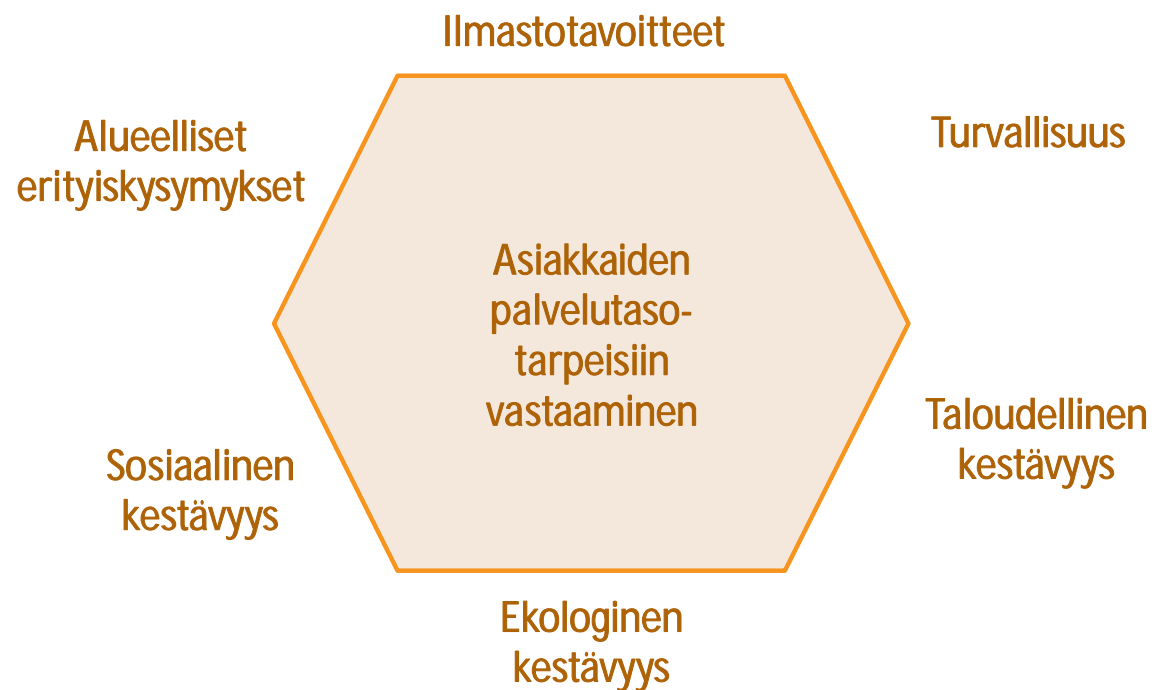 Ilmastotavoitteet
Alueelliset
erityiskysymykset
Turvallisuus
Asiakkaiden
palvelutaso-
tarpeisiin
vastaaminen
Taloudellinen
kestävyys
Sosiaalinen
kestävyys
Ekologinen
kestävyys